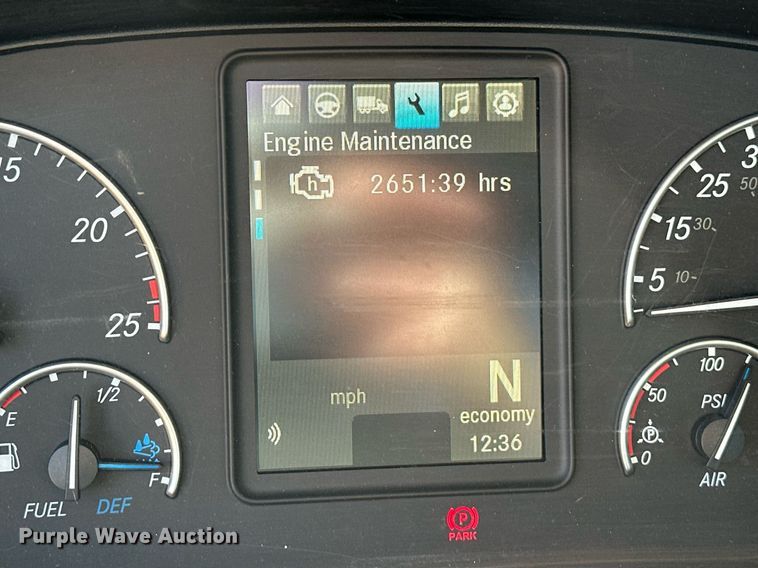 Engine Maintenance
h 2651:39 hrs
15
20
25
3
25
50
15
30
5
10
mph
N
economy
12:36
E
1/2
F
FUEL
DEF
100
50
PSI
P
0
AIR
P
PARK
Purple Wave Auction